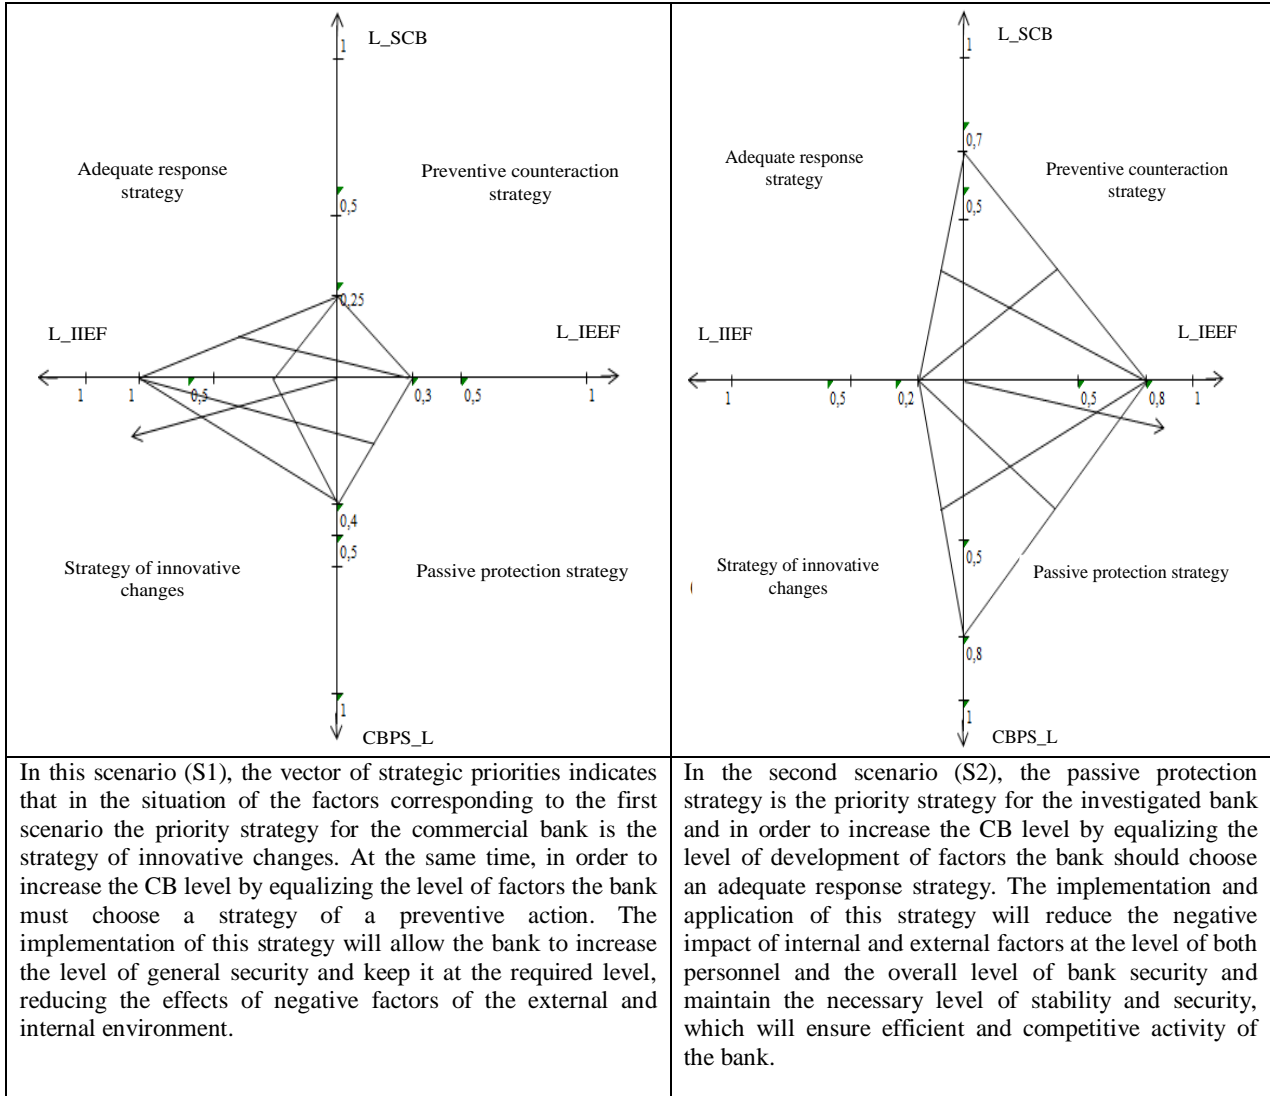 L_SCB
1
Adequate response
strategy
Preventive counteraction
strategy
0,5
0,25
L_IIEF
L_IEEF
1
1
0,5
0,3
0,5
1
0,4
0,5
Strategy of innovative
changes
Passive protection strategy
1
CBPS_L
L_SCB
1
0,7
Adequate response
strategy
Preventive counteraction
strategy
0,5
L_IIEF
L_IEEF
1
0,5
0,2
0,5
0,8
1
0,5
Strategy of innovative
changes
Passive protection strategy
0,8
1
CBPS_L
In this scenario (S1), the vector of strategic priorities indicates
that in the situation of the factors corresponding to the first
scenario the priority strategy for the commercial bank is the
strategy of innovative changes. At the same time, in order to
increase the CB level by equalizing the level of factors the bank
must choose a strategy of a preventive action. The
implementation of this strategy will allow the bank to increase
the level of general security and keep it at the required level,
reducing the effects of negative factors of the external and
internal environment.
In the second scenario (S2), the passive protection
strategy is the priority strategy for the investigated bank
and in order to increase the CB level by equalizing the
level of development of factors the bank should choose
an adequate response strategy. The implementation and
application of this strategy will reduce the negative
impact of internal and external factors at the level of both
personnel and the overall level of bank security and
maintain the necessary level of stability and security,
which will ensure efficient and competitive activity of
the bank.